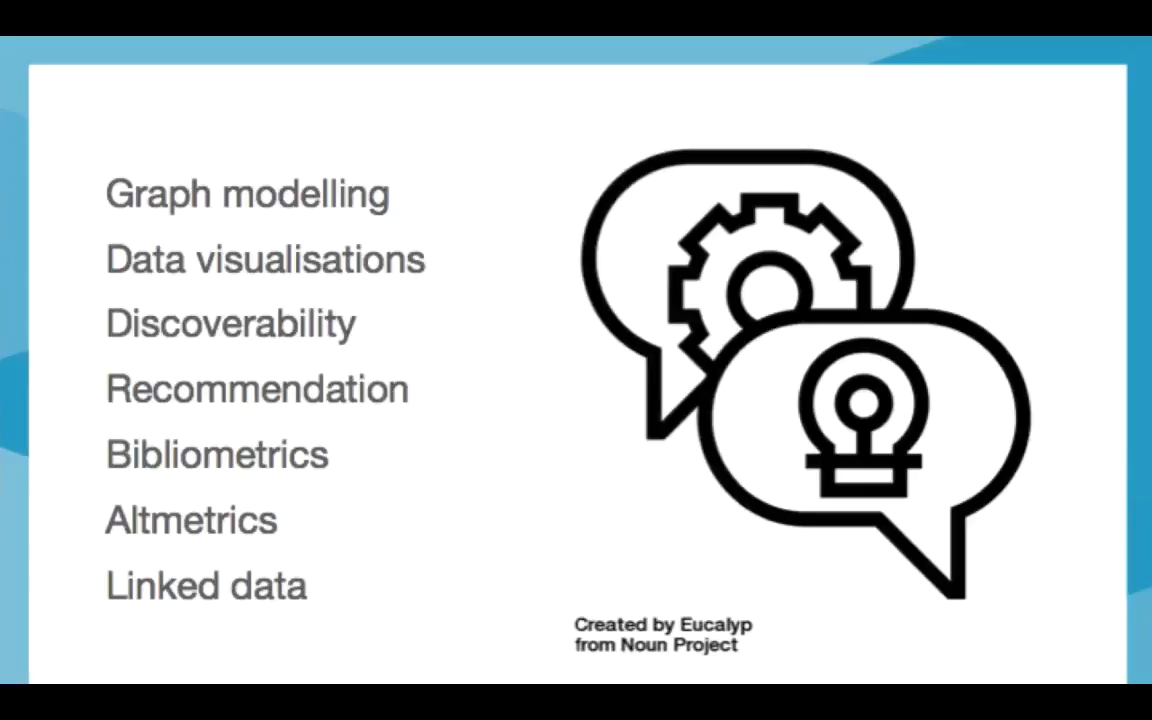 Graph modelling
Data visualisations
Discoverability
Recommendation
Bibliometrics
Altmetrics
Linked data
Created by Eucalyp
from Noun Project